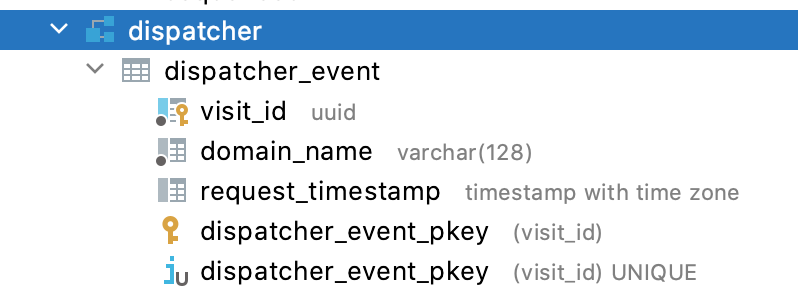 dispatcher
dispatcher_event
visit_id uuid
domain_name varchar(128)
request_timestamp timestamp with time zone
dispatcher_event_pkey (visit_id)
dispatcher_event_pkey (visit_id) UNIQUE